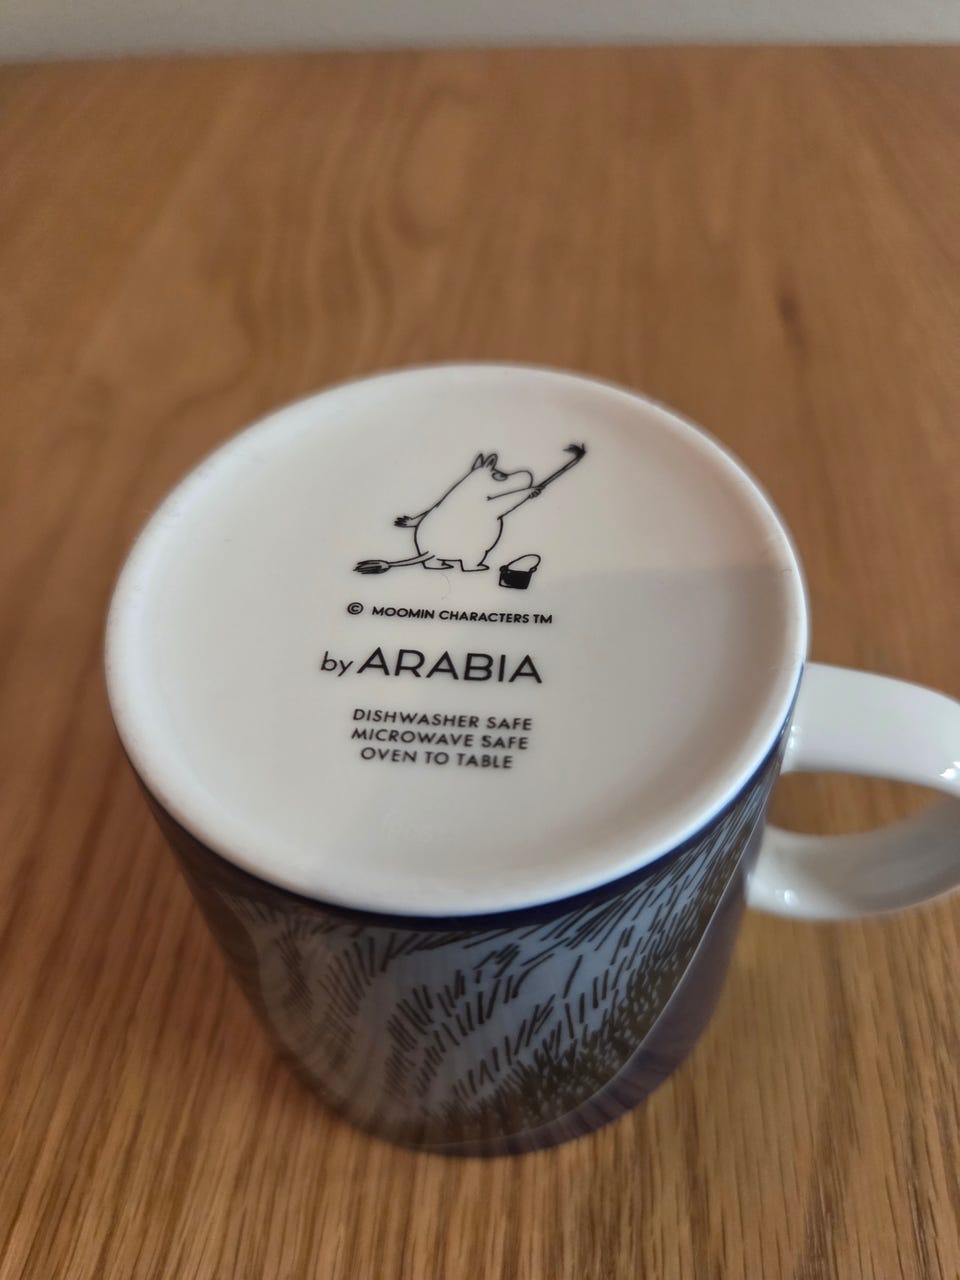 © MOOMIN CHARACTERS TM
by ARABIA
DISHWASHER SAFE
MICROWAVE SAFE
OVEN TO TABLE